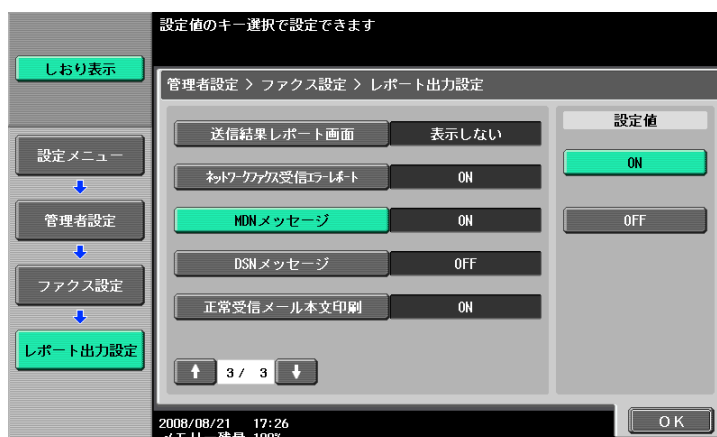 設定値のキー選択で設定できます
しおり表示
管理者設定 > ファクス設定 > レポート出力設定
設定メニュー
管理者設定
ファクス設定
レポート出力設定
送信結果レポート画面 表示しない
ﾈｯﾄﾜｰｸﾌｧｸｽ受信ｴﾗｰﾚﾎﾟｰﾄ ON
MDNメッセージ ON
DSNメッセージ OFF
正常受信メール本文印刷 ON
3/ 3
設定値
ON
OFF
2008/08/21 17:26
メモリー残量 100%
OK